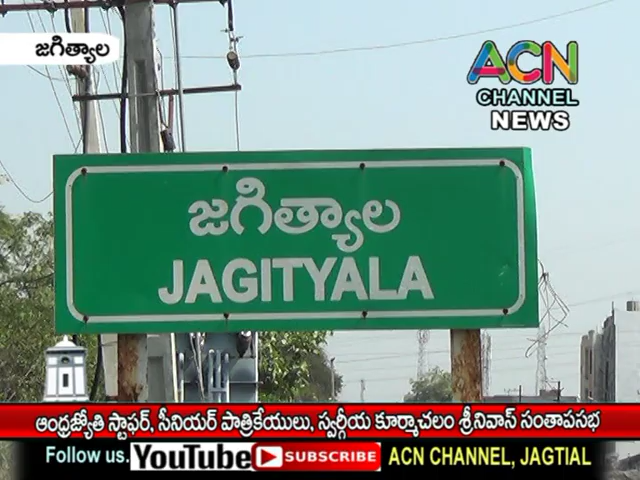 జగిత్యాల
ACN
CHANNEL
NEWS
జగిత్యాల
JAGITYALA
ఆంధ్రజ్యోతి స్టాఫర్, సీనియర్ పాత్రికేయులు, స్వర్గీయ కూర్మాచలం శ్రీనివాస్ సంతాపసభ
Follow us. YouTube SUBSCRIBE ACN CHANNEL, JAGTIAL